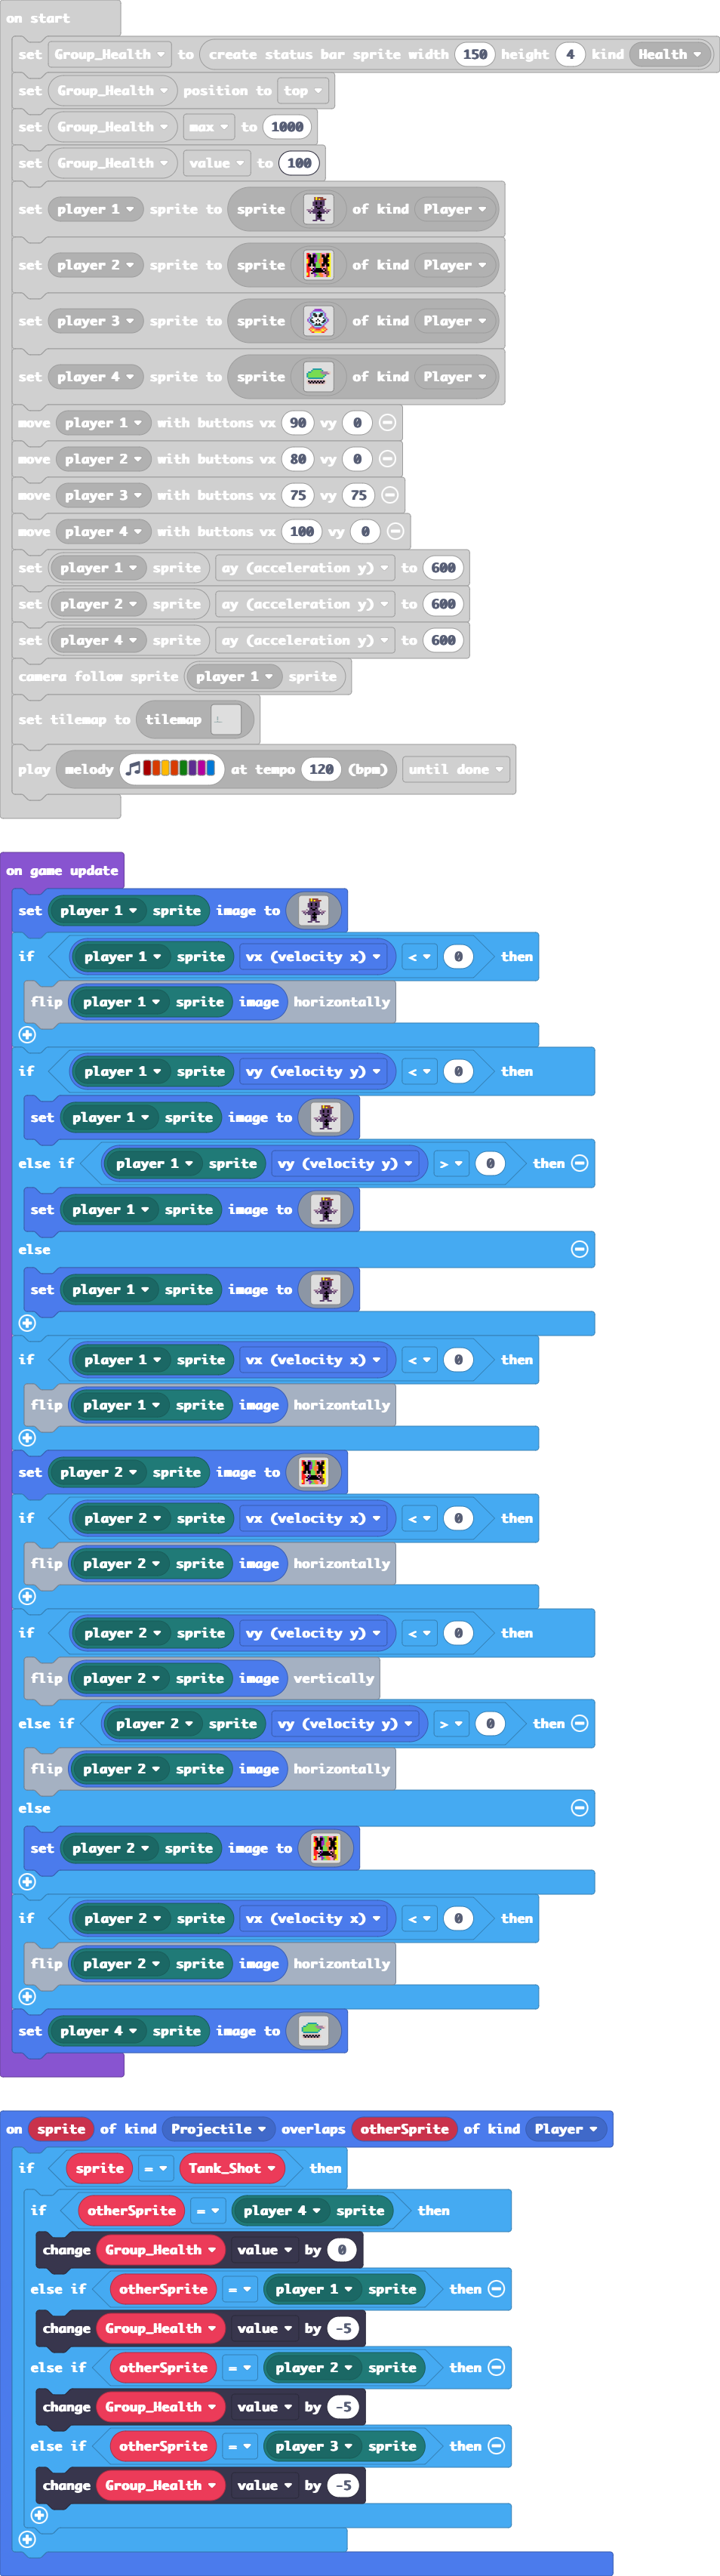 on start
set Group_Health to create status bar sprite width 150 height 4 kind Health
set Group_Health position to top
set Group_Health max to 1000
set Group_Health value to 100
set player 1 sprite to sprite of kind Player
set player 2 sprite to sprite of kind Player
set player 3 sprite to sprite of kind Player
set player 4 sprite to sprite of kind Player
move player 1 with buttons vx 90 vy 0
move player 2 with buttons vx 80 vy 0
move player 3 with buttons vx 75 vy 75
move player 4 with buttons vx 100 vy 0
set player 1 sprite ay (acceleration y) to 600
set player 2 sprite ay (acceleration y) to 600
set player 4 sprite ay (acceleration y) to 600
camera follow sprite player 1 sprite
set tilemap to tilemap
play melody at tempo 120 (bpm) until done
on game update
set player 1 sprite image to
if player 1 sprite vx (velocity x) < 0 then
flip player 1 sprite image horizontally
if player 1 sprite vy (velocity y) < 0 then
set player 1 sprite image to
else if player 1 sprite vy (velocity y) > 0 then
set player 1 sprite image to
else
set player 1 sprite image to
if player 1 sprite vx (velocity x) < 0 then
flip player 1 sprite image horizontally
set player 2 sprite image to
if player 2 sprite vx (velocity x) < 0 then
flip player 2 sprite image horizontally
if player 2 sprite vy (velocity y) < 0 then
flip player 2 sprite image vertically
else if player 2 sprite vy (velocity y) > 0 then
flip player 2 sprite image horizontally
else
set player 2 sprite image to
if player 2 sprite vx (velocity x) < 0 then
flip player 2 sprite image horizontally
set player 4 sprite image to
on sprite of kind Projectile overlaps otherSprite of kind Player
if sprite = Tank_Shot then
if otherSprite = player 4 sprite then
change Group_Health value by 0
else if otherSprite = player 1 sprite then
change Group_Health value by -5
else if otherSprite = player 2 sprite then
change Group_Health value by -5
else if otherSprite = player 3 sprite then
change Group_Health value by -5